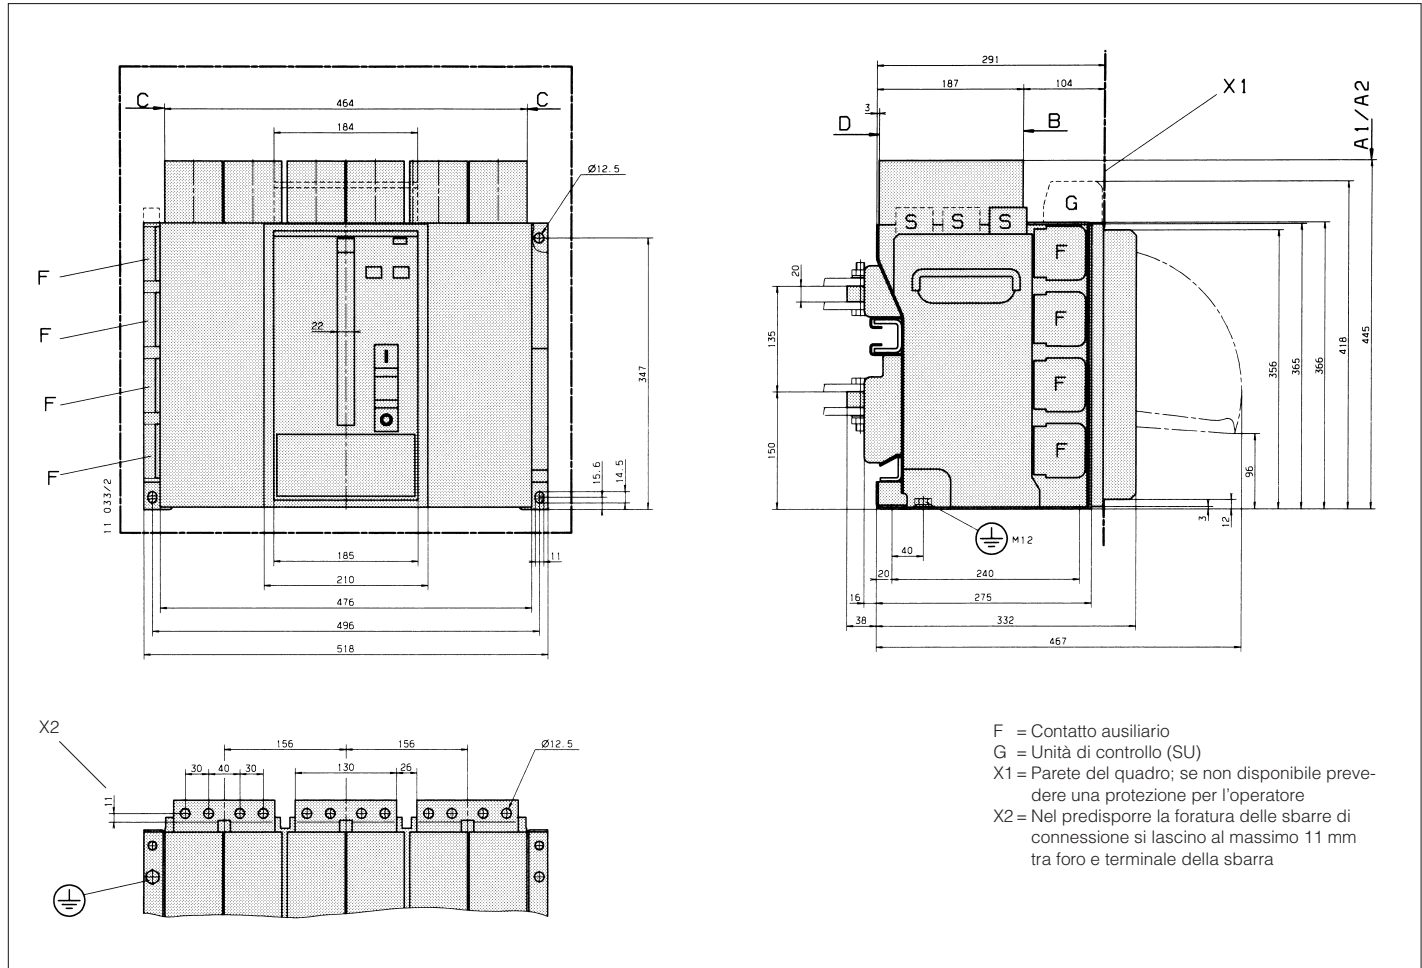 C
464
C
184
Ø12.5
F
F
22
F
347
F
15.6
14.5
11 033/2
185
11
210
476
496
518
291
187
104
X1
3
D
B
A1/A2
G
S
S
S
F
20
F
135
F
F
150
356
365
366
418
445
96
3
12
M12
40
20
240
16
275
38
332
467
X2
156
156
Ø12.5
30
40
30
130
26
11
F = Contatto ausiliario
G = Unità di controllo (SU)
X1 = Parete del quadro; se non disponibile preve-
dere una protezione per l'operatore
X2 = Nel predisporre la foratura delle sbarre di
connessione si lascino al massimo 11 mm
tra foro e terminale della sbarra